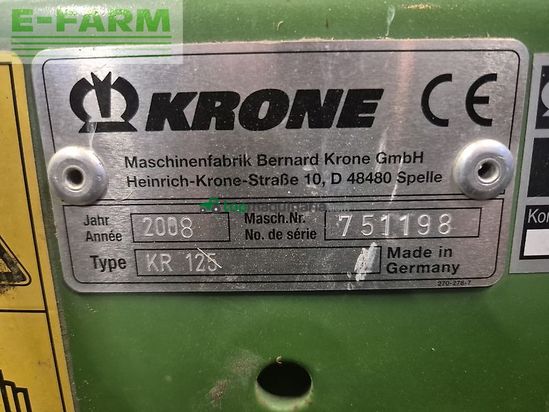 E-FARM
KRONE CE
Maschinenfabrik Bernard Krone GmbH
Heinrich-Krone-Straße 10, D 48480 Spelle
Jahr
Année 2008 Masch.Nr.
No. de série 751198
Type KR 125 Made in
Germany
270-278-7